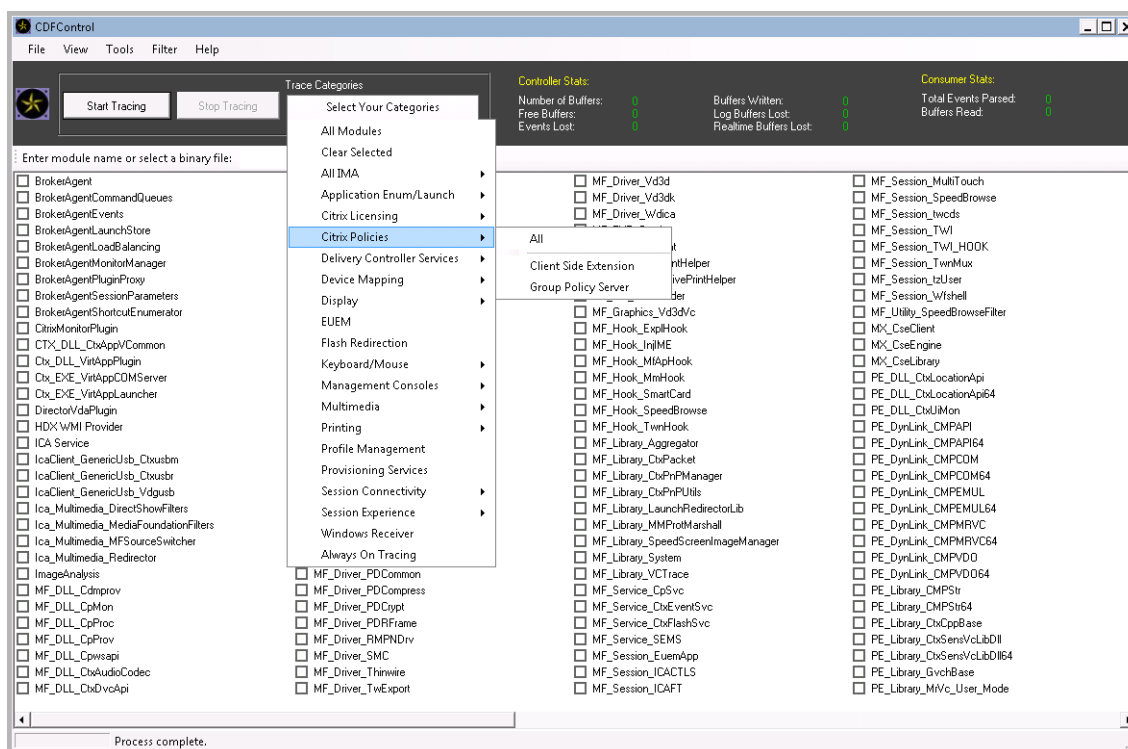 CDFControl
File View Tools Filter Help
Start Tracing
Stop Tracing
Trace Categories
Select Your Categories
Controller Stats:
Number of Buffers: 0
Free Buffers: 0
Events Lost: 0
Buffers Written: 0
Log Buffers Lost: 0
Realtime Buffers Lost: 0
Consumer Stats:
Total Events Parsed: 0
Buffers Read: 0
Enter module name or select a binary file:
All Modules
Clear Selected
All IMA
Application Enum/Launch
Citrix Licensing
Citrix Policies
Delivery Controller Services
Device Mapping
Display
EUEM
Flash Redirection
Keyboard/Mouse
Management Consoles
Multimedia
Printing
Profile Management
Provisioning Services
Session Connectivity
Session Experience
Windows Receiver
Always On Tracing
All
Client Side Extension
Group Policy Server
BrokerAgent
BrokerAgentCommandQueues
BrokerAgentEvents
BrokerAgentLaunchStore
BrokerAgentLoadBalancing
BrokerAgentMonitorManager
BrokerAgentPluginProxy
BrokerAgentSessionParameters
BrokerAgentShortcutEnumerator
CitrixMonitorPlugin
CTX_DLL_CtxAppVCommon
Ctx_DLL_VirtAppPlugin
Ctx_EXE_VirtAppCOMServer
Ctx_EXE_VirtAppLauncher
DirectorVdaPlugin
HDX WMI Provider
ICA Service
IcaClient_GenericUsb_Ctxusbm
IcaClient_GenericUsb_Ctxusbr
IcaClient_GenericUsb_Vdgusb
Ica_Multimedia_DirectShowFilters
Ica_Multimedia_MediaFoundationFilters
Ica_Multimedia_MFSourceSwitcher
Ica_Multimedia_Redirector
ImageAnalysis
MF_DLL_Cdmprov
MF_DLL_CpMon
MF_DLL_CpProc
MF_DLL_CpProv
MF_DLL_Cpwsapi
MF_DLL_CtxAudioCodec
MF_DLL_CtxDvcApi
MF_Driver_PDCommon
MF_Driver_PDCompress
MF_Driver_PDCrypt
MF_Driver_PDRFrame
MF_Driver_RMPNDrv
MF_Driver_SMC
MF_Driver_Thinwire
MF_Driver_TwExport
MF_Driver_Vd3d
MF_Driver_Vd3dk
MF_Driver_Wdica
ntHelper
ivePrintHelper
MF_Graphics_Vd3dVc
MF_Hook_ExplHook
MF_Hook_InjIME
MF_Hook_MfApHook
MF_Hook_MmHook
MF_Hook_SmartCard
MF_Hook_SpeedBrowse
MF_Hook_TwnHook
MF_Library_Aggregator
MF_Library_CtxPacket
MF_Library_CtxPnPManager
MF_Library_CtxPnPUtils
MF_Library_LaunchRedirectorLib
MF_Library_MMProtMarshall
MF_Library_SpeedScreenImageManager
MF_Library_System
MF_Library_VCTrace
MF_Service_CpSvc
MF_Service_CtxEventSvc
MF_Service_CtxFlashSvc
MF_Service_SEMS
MF_Session_EuemApp
MF_Session_ICACTLS
MF_Session_ICAFT
MF_Session_MultiTouch
MF_Session_SpeedBrowse
MF_Session_twcds
MF_Session_TWI
MF_Session_TWI_HOOK
MF_Session_TwnMux
MF_Session_tzUser
MF_Session_Wfshell
MF_Utility_SpeedBrowseFilter
MX_CseClient
MX_CseEngine
MX_CseLibrary
PE_DLL_CtxLocationApi
PE_DLL_CtxLocationApi64
PE_DLL_CtxUiMon
PE_DynLink_CMPAPI
PE_DynLink_CMPAPI64
PE_DynLink_CMPCOM
PE_DynLink_CMPCOM64
PE_DynLink_CMPEMUL
PE_DynLink_CMPEMUL64
PE_DynLink_CMPMRVC
PE_DynLink_CMPMRVC64
PE_DynLink_CMPVDO
PE_DynLink_CMPVDO64
PE_Library_CMPStr
PE_Library_CMPStr64
PE_Library_CtxCppBase
PE_Library_CtxSensVcLibDll
PE_Library_CtxSensVcLibDll64
PE_Library_GvchBase
PE_Library_MrVc_User_Mode
Process complete.